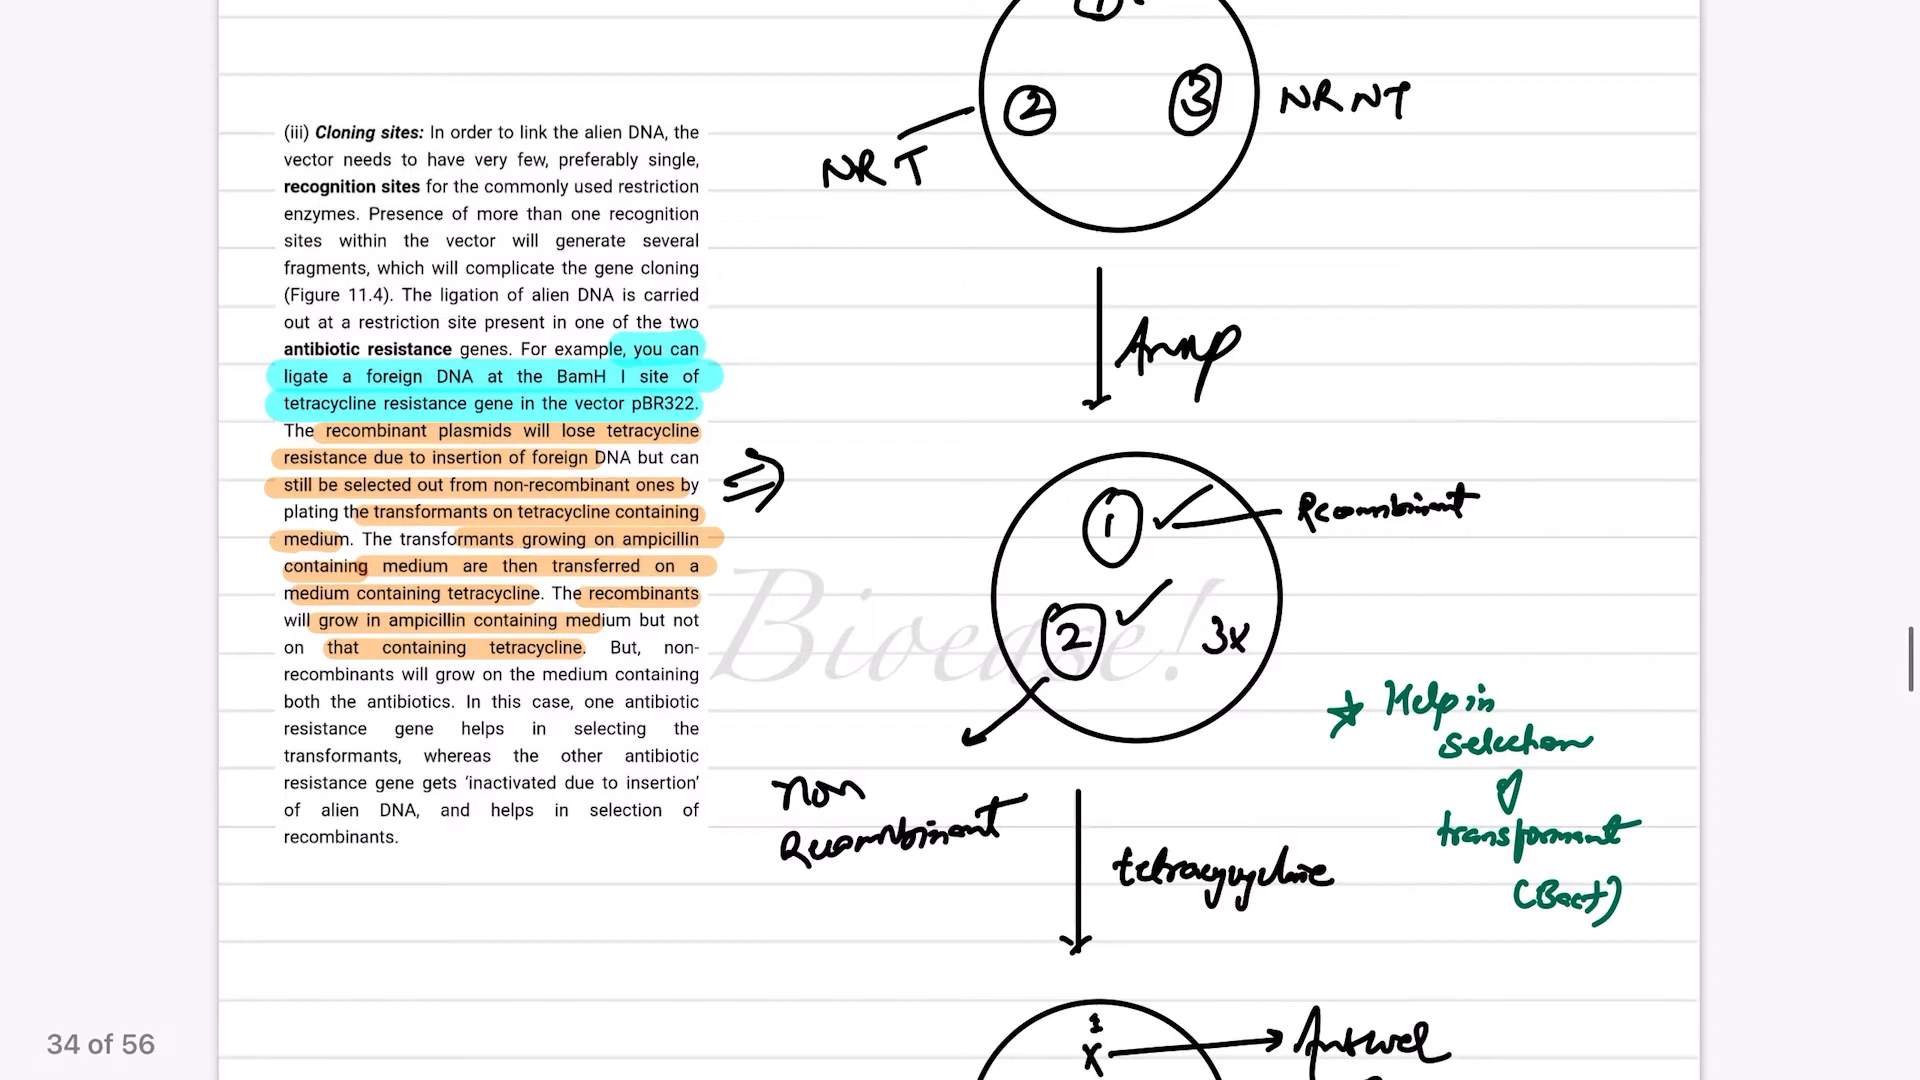 (iii) Cloning sites: In order to link the alien DNA, the
vector needs to have very few, preferably single,
recognition sites for the commonly used restriction
enzymes. Presence of more than one recognition
sites within the vector will generate several
fragments, which will complicate the gene cloning
(Figure 11.4). The ligation of alien DNA is carried
out at a restriction site present in one of the two
antibiotic resistance genes. For example, you can
ligate a foreign DNA at the BamH I site of
tetracycline resistance gene in the vector pBR322.
The recombinant plasmids will lose tetracycline
resistance due to insertion of foreign DNA but can
still be selected out from non-recombinant ones by
plating the transformants on tetracycline containing
medium. The transformants growing on ampicillin
containing medium are then transferred on a
medium containing tetracycline. The recombinants
will grow in ampicillin containing medium but not
on that containing tetracycline. But, non-
recombinants will grow on the medium containing
both the antibiotics. In this case, one antibiotic
resistance gene helps in selecting the
transformants, whereas the other antibiotic
resistance gene gets ‘inactivated due to insertion’
of alien DNA, and helps in selection of
recombinants.
1
2
3
NRNT
NRT
Amp
1
Recombinant
2
3x
Bioease!
non
Recombinant
Help in
selection
of
transformant
(Bact)
tetracycline
1
x
34 of 56